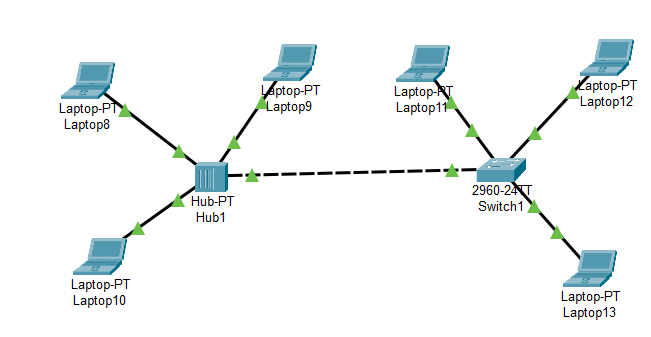 Laptop-PT
Laptop8
Laptop-PT
Laptop9
Laptop-PT
Laptop11
Laptop-PT
Laptop12
Hub-PT
Hub1
2960-24TT
Switch1
Laptop-PT
Laptop10
Laptop-PT
Laptop13